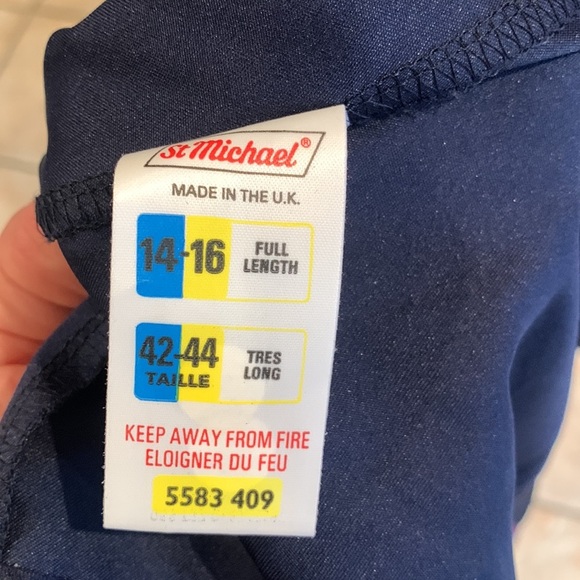 St Michael®
MADE IN THE U.K.
14-16 FULL LENGTH
42-44 TAILLE TRES LONG
KEEP AWAY FROM FIRE
ELOIGNER DU FEU
5583 409